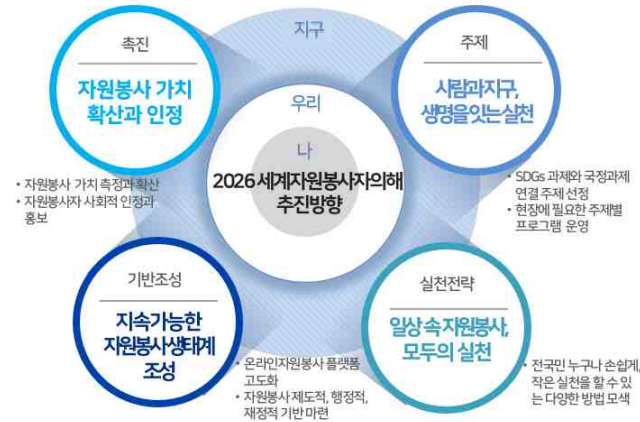 지구
촉진
자원봉사 가치
확산과 인정
주제
사람과 지구,
생명을 잇는 실천
우리
나
2026 세계자원봉사자의해
추진방향
• 자원봉사 가치 측정과 확산
• 자원봉사자 사회적 인정과
홍보
• SDGs 과제와 국정과제
연결 주제 선정
• 현장에 필요한 주제별
프로그램 운영
기반조성
지속가능한
자원봉사생태계
조성
실천전략
일상 속 자원봉사,
모두의 실천
• 온라인자원봉사 플랫폼
고도화
• 자원봉사 제도적, 행정적,
재정적 기반 마련
• 전국민 누구나 손쉽게,
작은 실천을 할 수 있
는 다양한 방법 모색